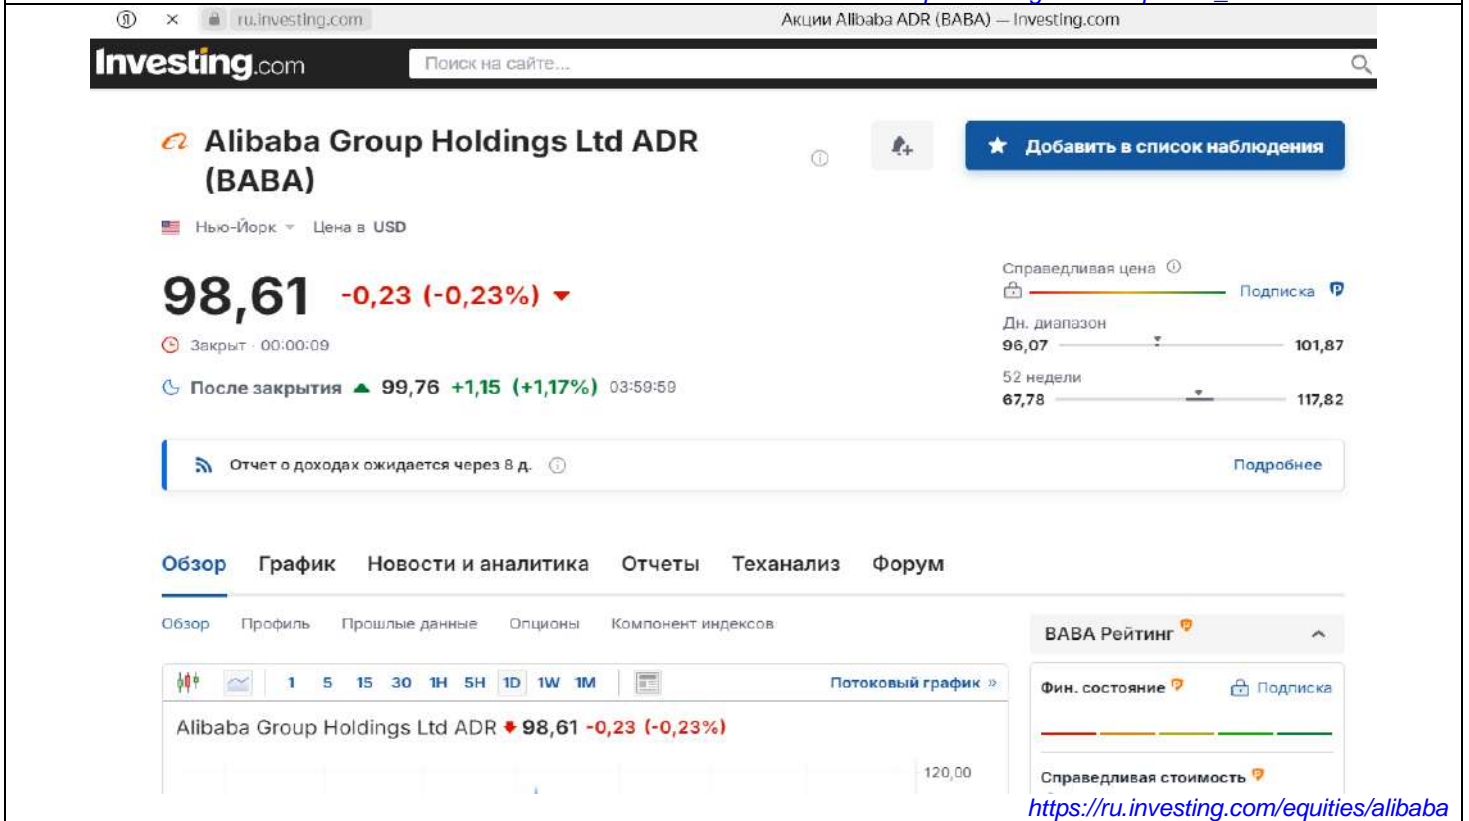 ru.investing.com
Акции Alibaba ADR (BABA) — Investing.com
Investing.com
Поиск на сайте...
Alibaba Group Holdings Ltd ADR
(BABA)
Добавить в список наблюдения
Нью-Йорк Цена в USD
98,61 -0,23 (-0,23%)
Закрыт · 00:00:09
После закрытия 99,76 +1,15 (+1,17%) 03:59:59
Справедливая цена
Подписка
Дн. диапазон
96,07 101,87
52 недели
67,78 117,82
Отчет о доходах ожидается через 8 д.
Подробнее
Обзор График Новости и аналитика Отчеты Теханализ Форум
Обзор Профиль Прошлые данные Опционы Компонент индексов
1 5 15 30 1H 5H 1D 1W 1M Потоковый график »
Alibaba Group Holdings Ltd ADR 98,61 -0,23 (-0,23%)
120,00
BABA Рейтинг
Фин. состояние Подписка
Справедливая стоимость
https://ru.investing.com/equities/alibaba